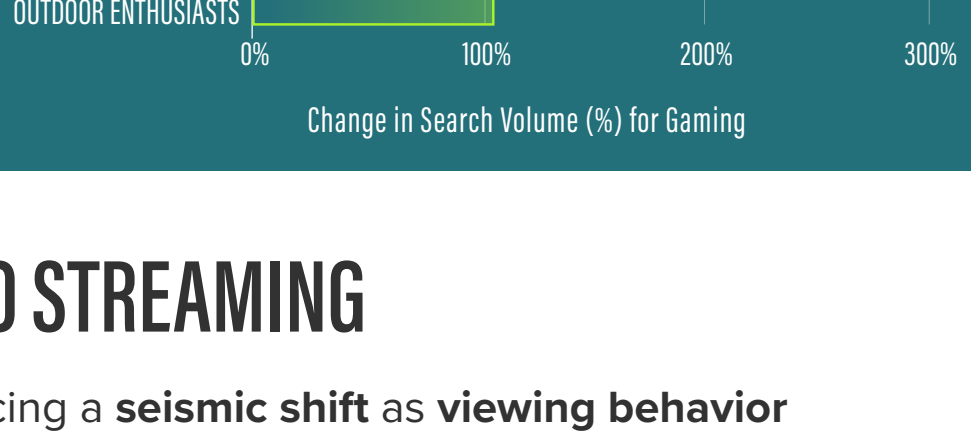 OUTDOOR ENTHUSIASTS
0% 100% 200% 300%
Change in Search Volume (%) for Gaming
STREAMING
a seismic shift as viewing behavior